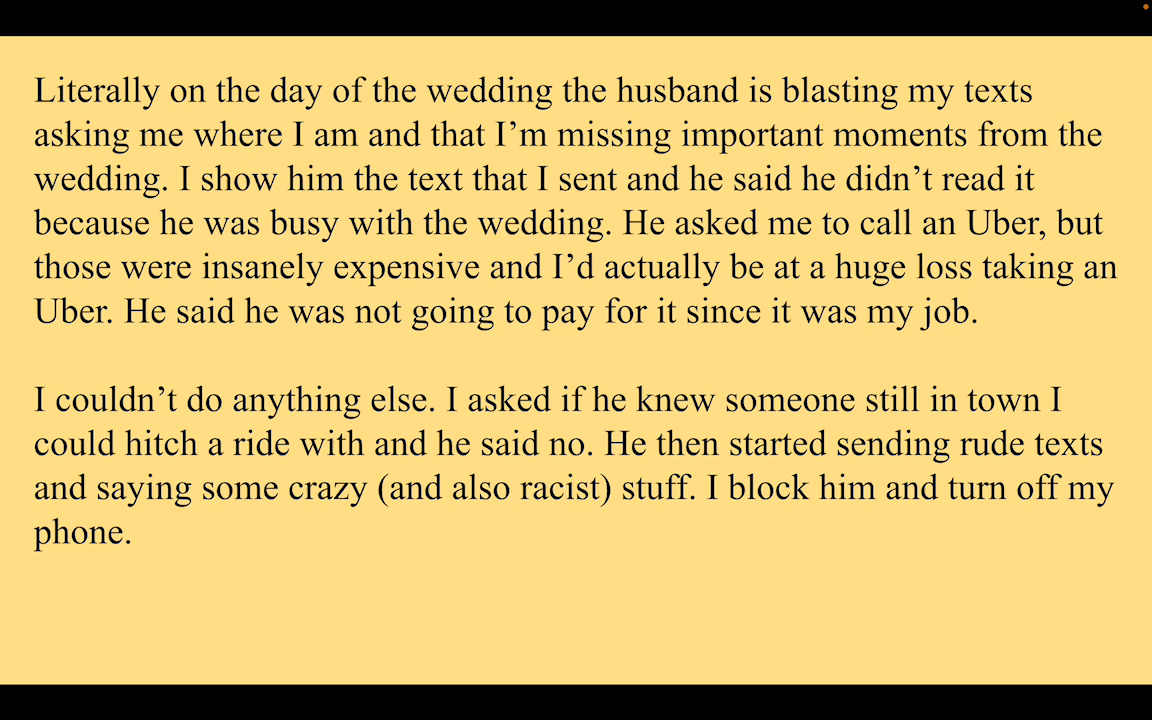 Literally on the day of the wedding the husband is blasting my texts
asking me where I am and that I’m missing important moments from the
wedding. I show him the text that I sent and he said he didn’t read it
because he was busy with the wedding. He asked me to call an Uber, but
those were insanely expensive and I’d actually be at a huge loss taking an
Uber. He said he was not going to pay for it since it was my job.
I couldn’t do anything else. I asked if he knew someone still in town I
could hitch a ride with and he said no. He then started sending rude texts
and saying some crazy (and also racist) stuff. I block him and turn off my
phone.